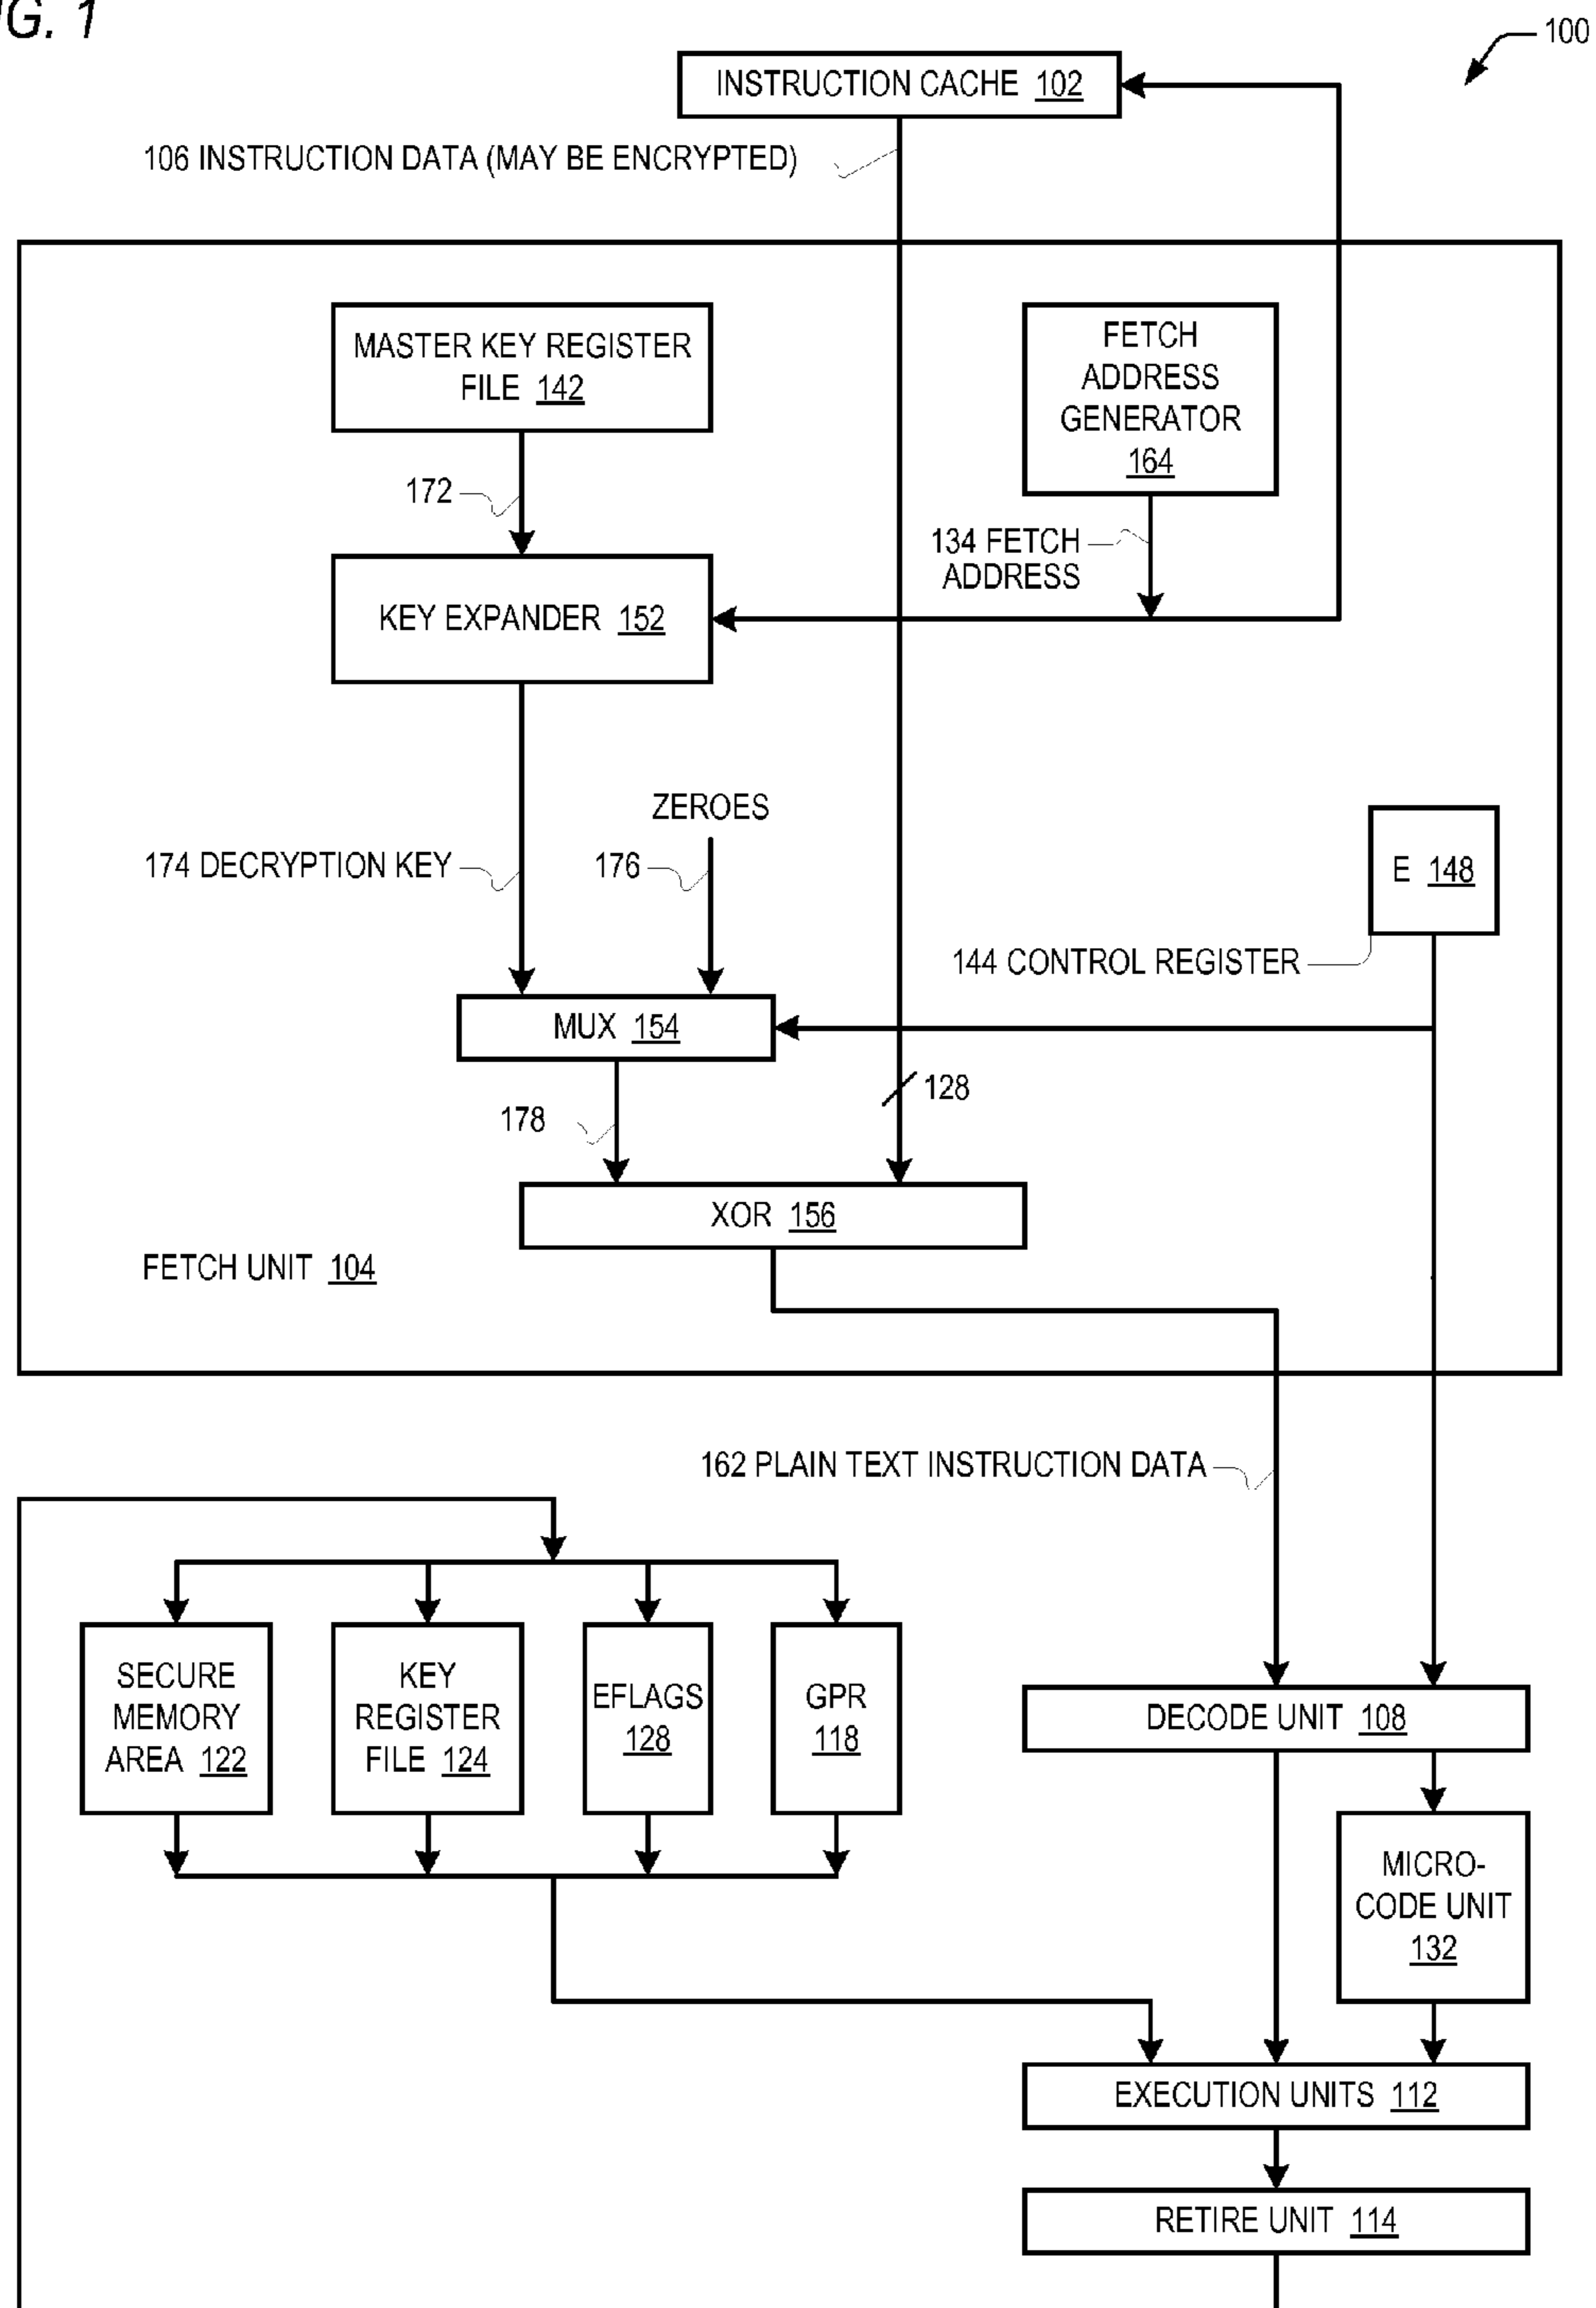 G. 1
100
INSTRUCTION CACHE 102
106 INSTRUCTION DATA (MAY BE ENCRYPTED)
MASTER KEY REGISTER
FILE 142
FETCH
ADDRESS
GENERATOR
164
172
134 FETCH
ADDRESS
KEY EXPANDER 152
ZEROES
174 DECRYPTION KEY
176
E 148
144 CONTROL REGISTER
MUX 154
128
178
XOR 156
FETCH UNIT 104
162 PLAIN TEXT INSTRUCTION DATA
SECURE
MEMORY
AREA 122
KEY
REGISTER
FILE 124
EFLAGS
128
GPR
118
DECODE UNIT 108
MICRO-
CODE UNIT
132
EXECUTION UNITS 112
RETIRE UNIT 114